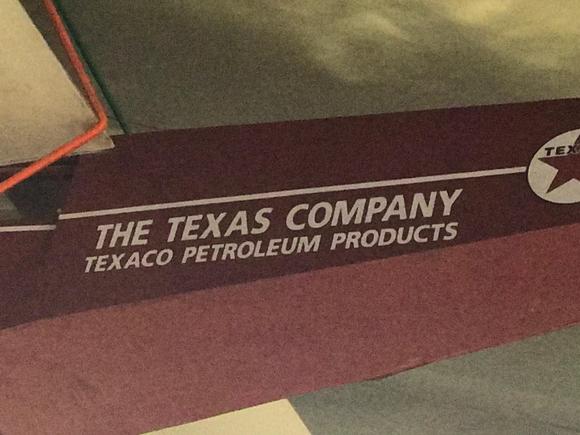 THE TEXAS COMPANY
TEXACO PETROLEUM PRODUCTS